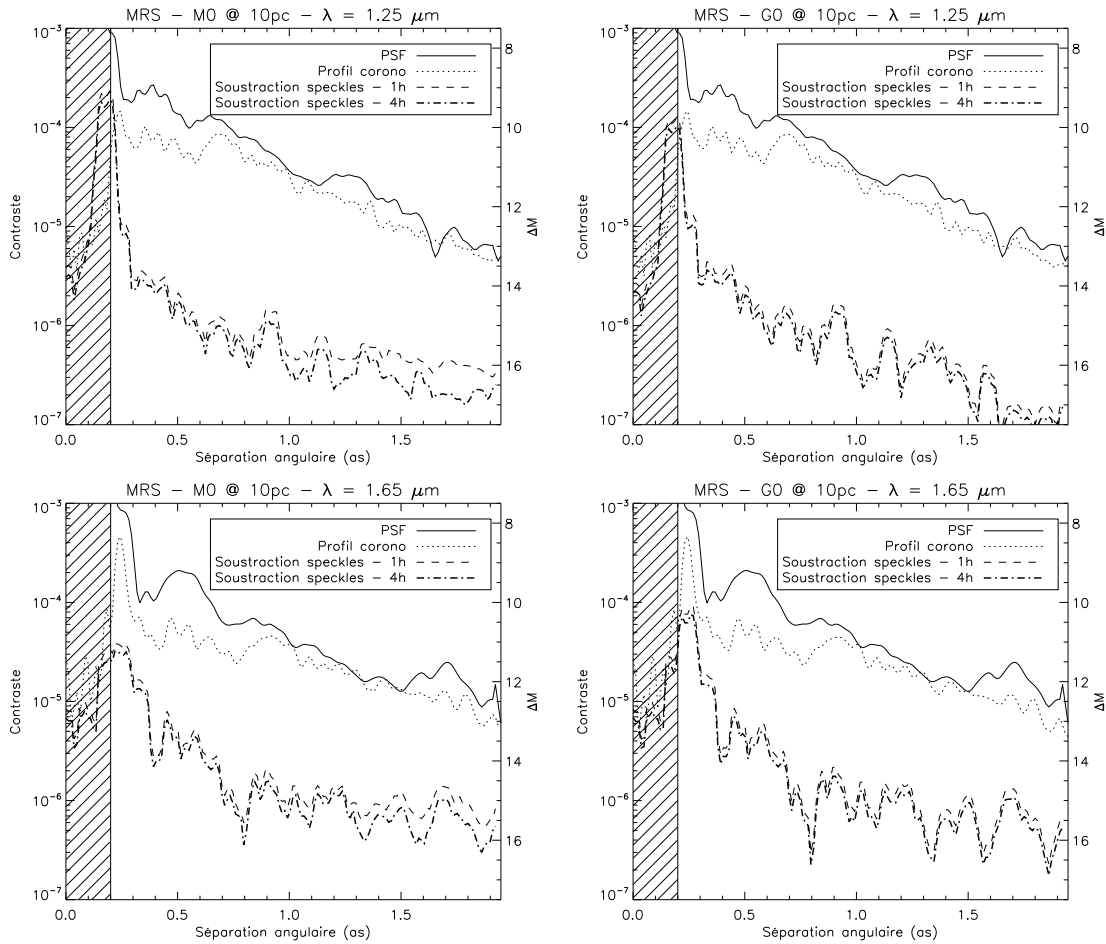 MRS – M0 @ 10pc – λ = 1.25 μm
PSF
Profil corono
Soustraction speckles – 1h
Soustraction speckles – 4h
10⁻³
10⁻⁴
10⁻⁵
10⁻⁶
10⁻⁷
Contraste
8
10
12
14
16
ΔM
0.0 0.5 1.0 1.5
Séparation angulaire (as)
MRS – G0 @ 10pc – λ = 1.25 μm
PSF
Profil corono
Soustraction speckles – 1h
Soustraction speckles – 4h
10⁻³
10⁻⁴
10⁻⁵
10⁻⁶
10⁻⁷
Contraste
8
10
12
14
16
ΔM
0.0 0.5 1.0 1.5
Séparation angulaire (as)
MRS – M0 @ 10pc – λ = 1.65 μm
PSF
Profil corono
Soustraction speckles – 1h
Soustraction speckles – 4h
10⁻³
10⁻⁴
10⁻⁵
10⁻⁶
10⁻⁷
Contraste
8
10
12
14
16
ΔM
0.0 0.5 1.0 1.5
Séparation angulaire (as)
MRS – G0 @ 10pc – λ = 1.65 μm
PSF
Profil corono
Soustraction speckles – 1h
Soustraction speckles – 4h
10⁻³
10⁻⁴
10⁻⁵
10⁻⁶
10⁻⁷
Contraste
8
10
12
14
16
ΔM
0.0 0.5 1.0 1.5
Séparation angulaire (as)